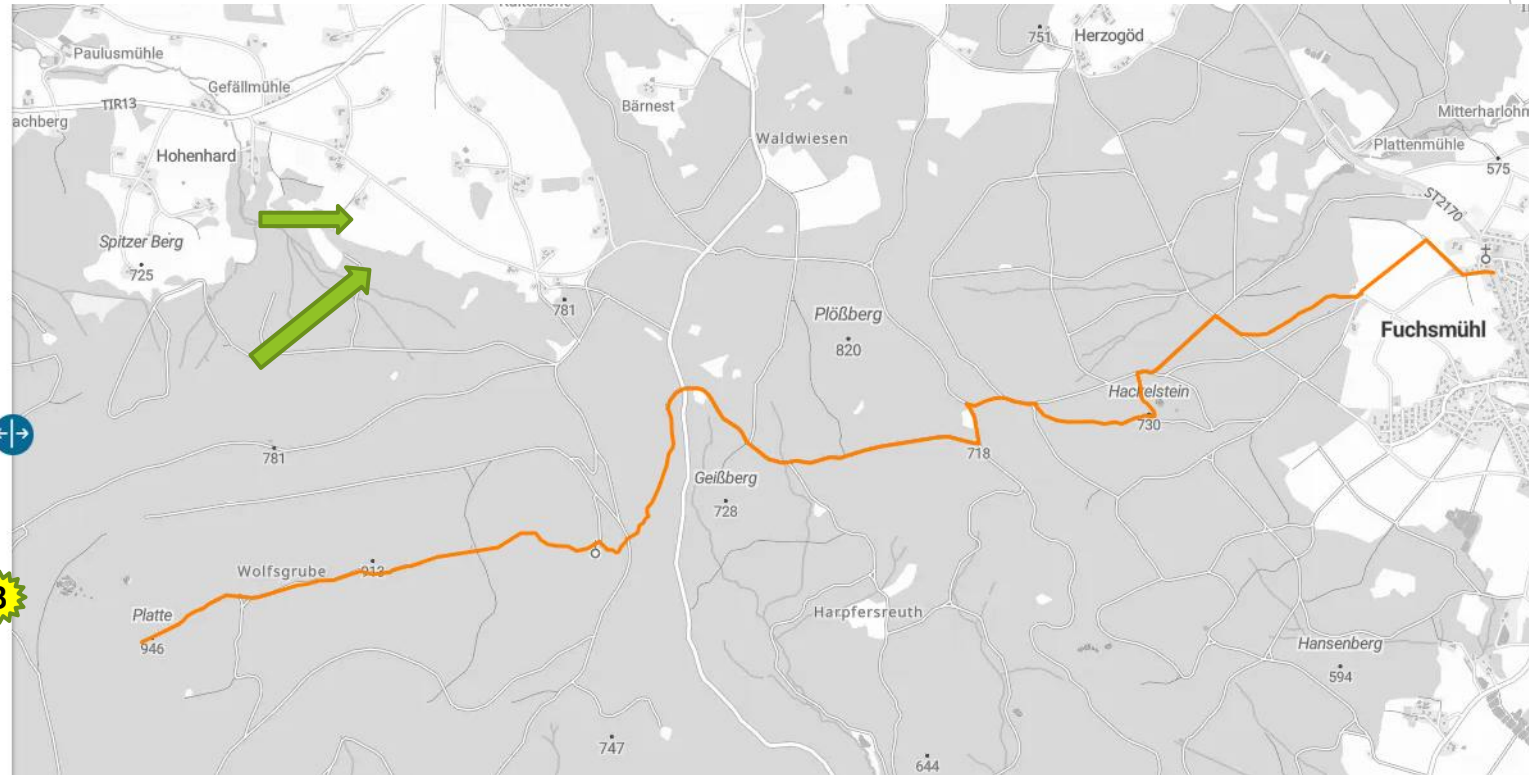 751
Herzogöd
Paulusmühle
Gefällmühle
TIR13
Bärnest
Mitterharlohm
achberg
Waldwiesen
Plattenmühle
Hohenhard
575
ST2170
Spitzer Berg
725
781
Plößberg
820
Fuchsmühl
Hackelstein
730
718
781
Geißberg
728
913
Wolfsgrube
Platte
946
3
Harpfersreuth
Hansenberg
594
747
644